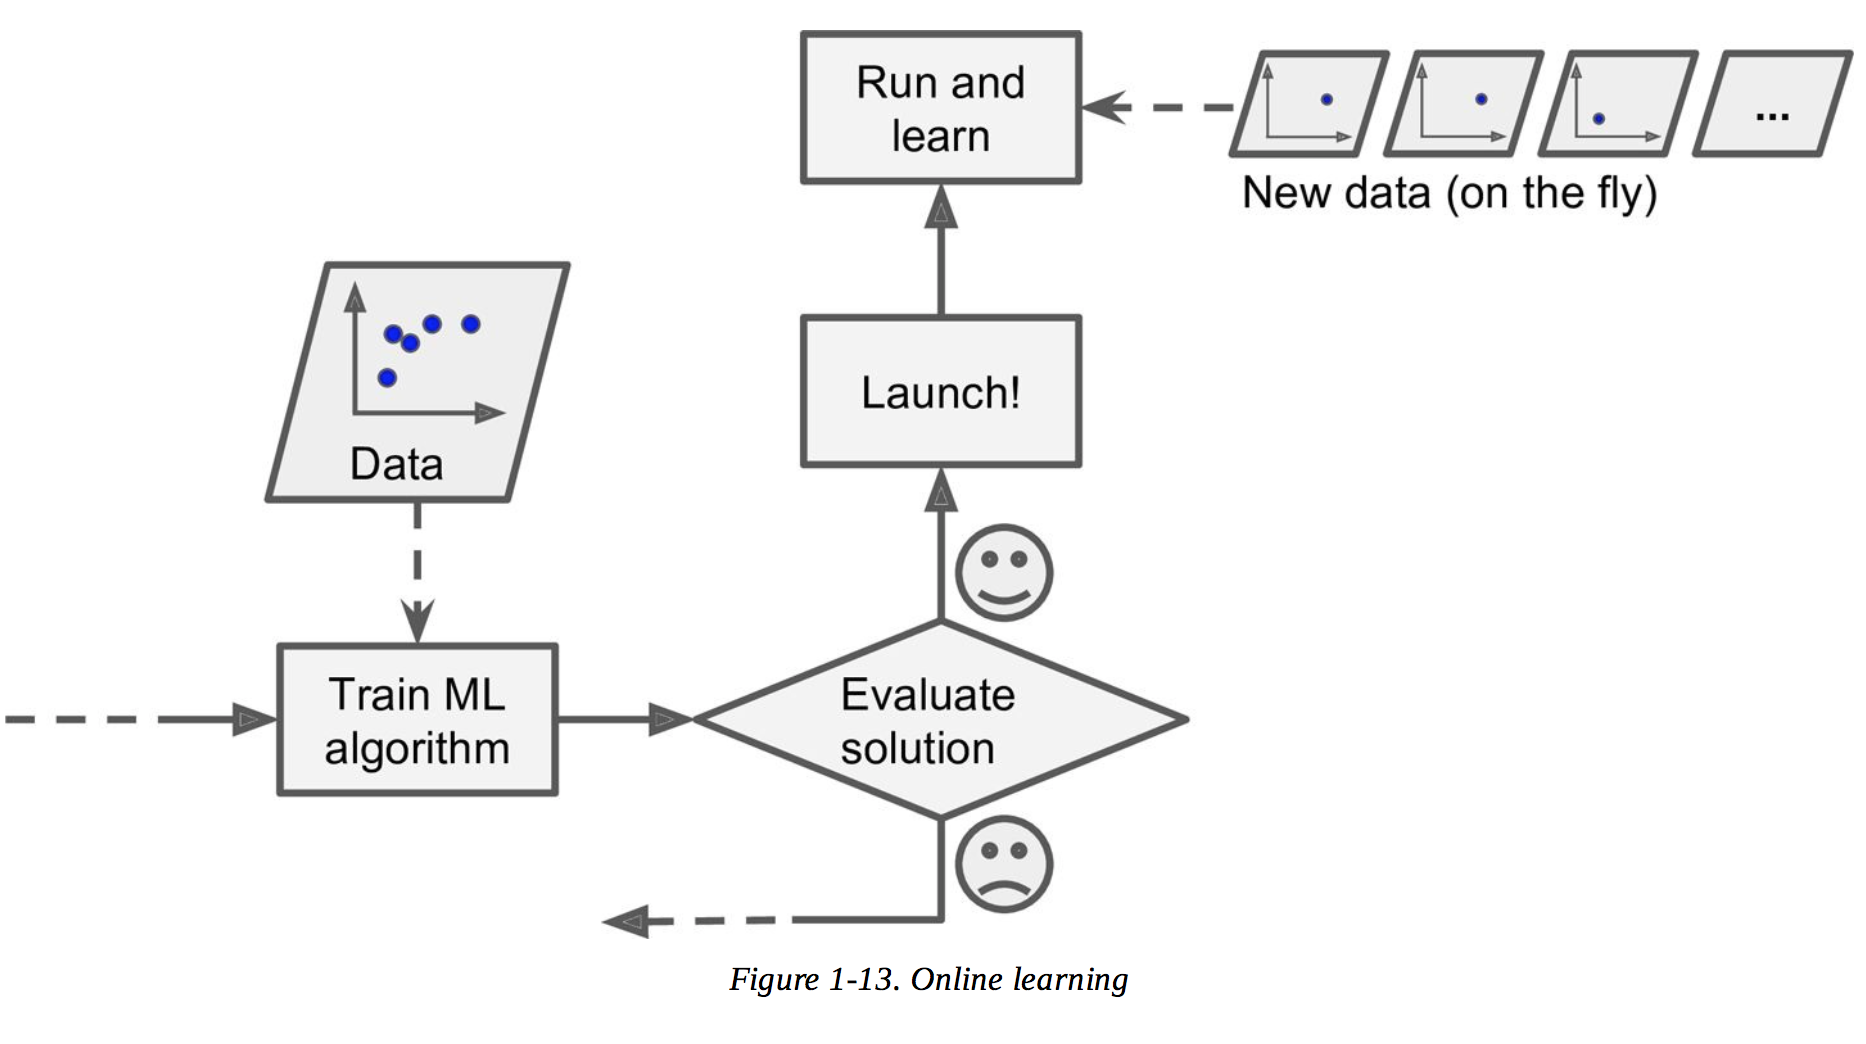 Run and
learn
...
New data (on the fly)
Launch!
Data
Train ML
algorithm
Evaluate
solution
Figure 1-13. Online learning